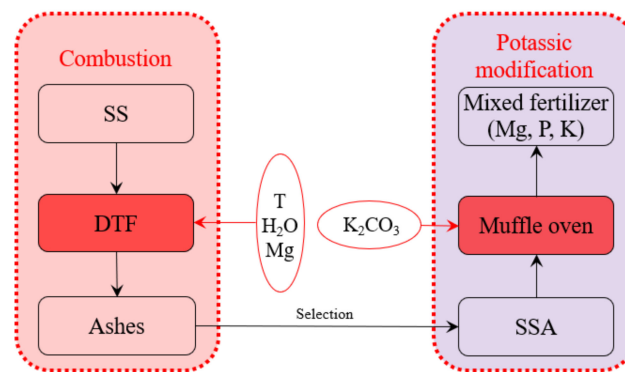 Combustion
SS
DTF
Ashes
T
H₂O
Mg
K₂CO₃
Selection
Potassic
modification
Mixed fertilizer
(Mg, P, K)
Muffle oven
SSA